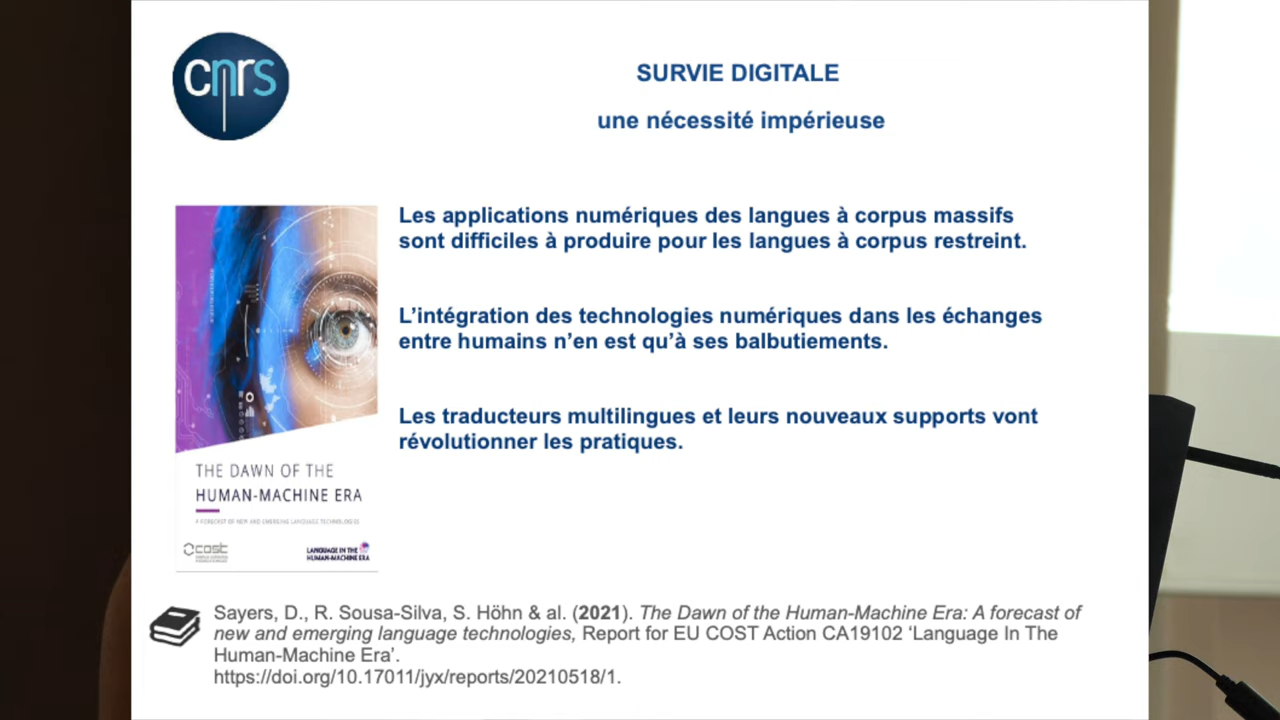 cnrs
SURVIE DIGITALE
une nécessité impérieuse
Les applications numériques des langues à corpus massifs
sont difficiles à produire pour les langues à corpus restreint.
L’intégration des technologies numériques dans les échanges
entre humains n’en est qu’à ses balbutiements.
Les traducteurs multilingues et leurs nouveaux supports vont
révolutionner les pratiques.
THE DAWN OF THE
HUMAN-MACHINE ERA
A FORECAST OF NEW AND EMERGING LANGUAGE TECHNOLOGIES
cost
LANGUAGE IN THE
HUMAN-MACHINE ERA
Sayers, D., R. Sousa-Silva, S. Höhn & al. (2021). The Dawn of the Human-Machine Era: A forecast of
new and emerging language technologies, Report for EU COST Action CA19102 ‘Language In The
Human-Machine Era’.
https://doi.org/10.17011/jyx/reports/20210518/1.